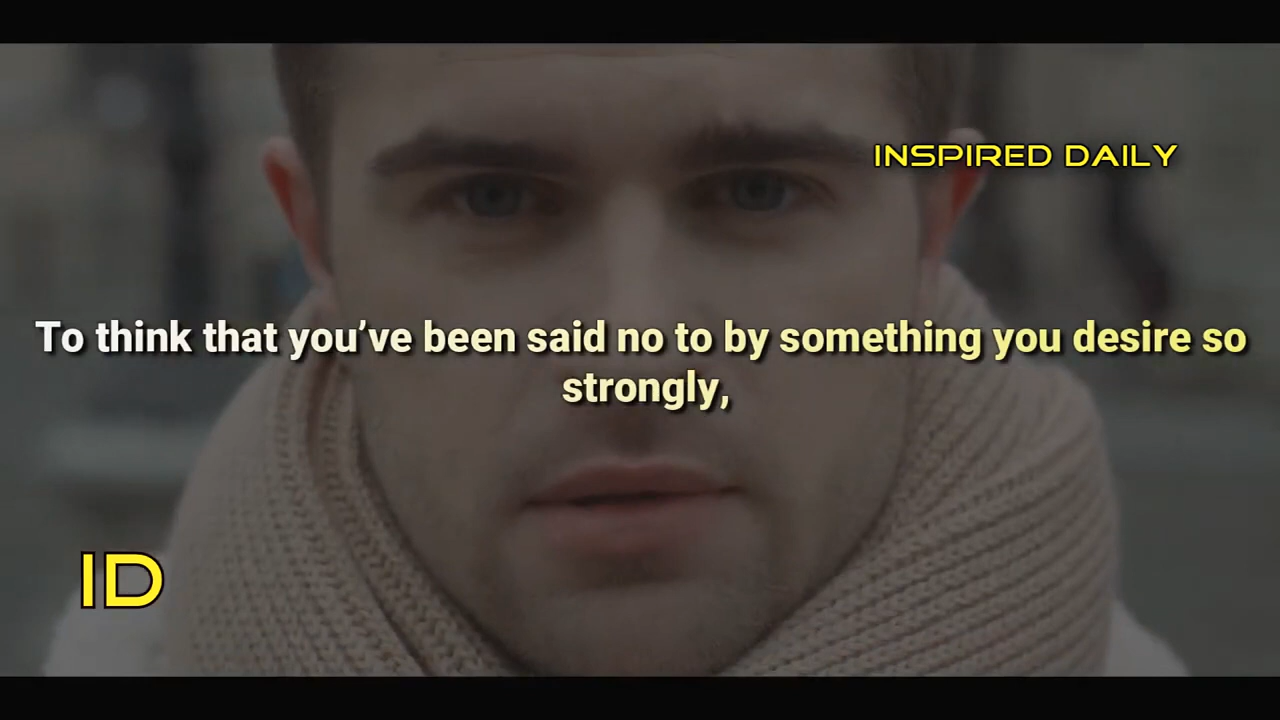 INSPIRED DAILY
To think that you’ve been said no to by something you desire so
strongly,
ID